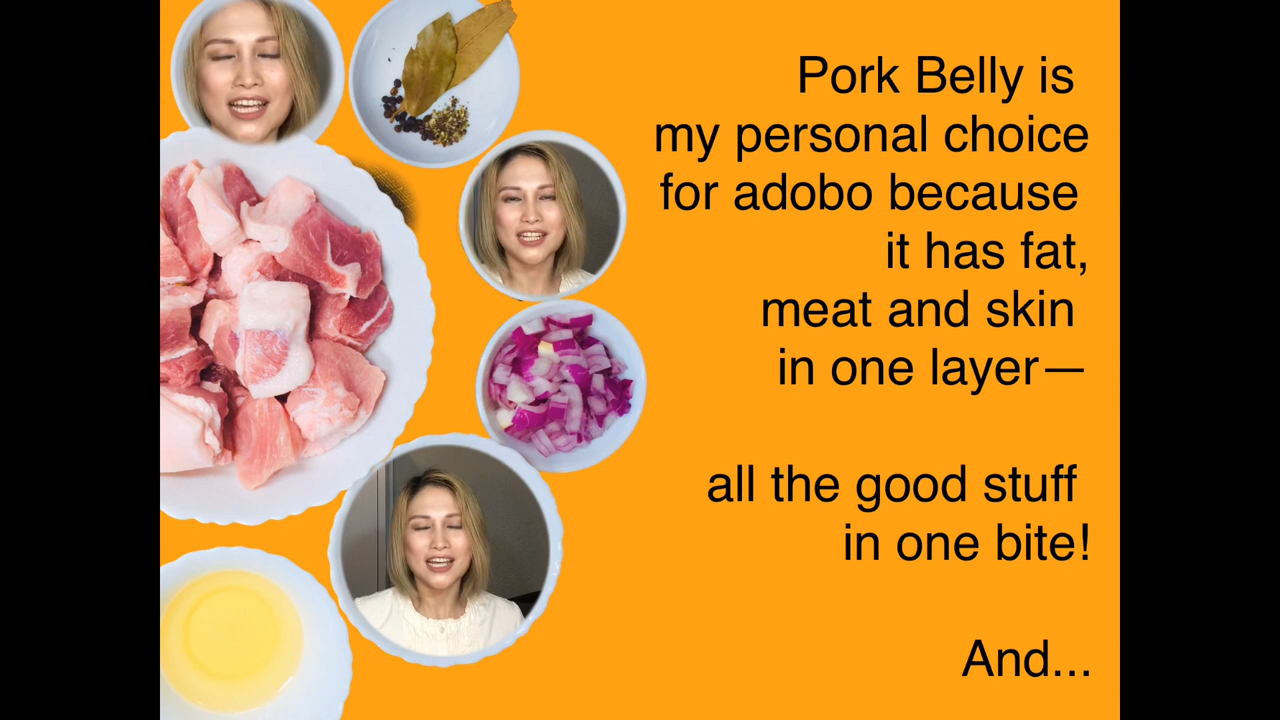 Pork Belly is
my personal choice
for adobo because
it has fat,
meat and skin
in one layer—
all the good stuff
in one bite!
And...